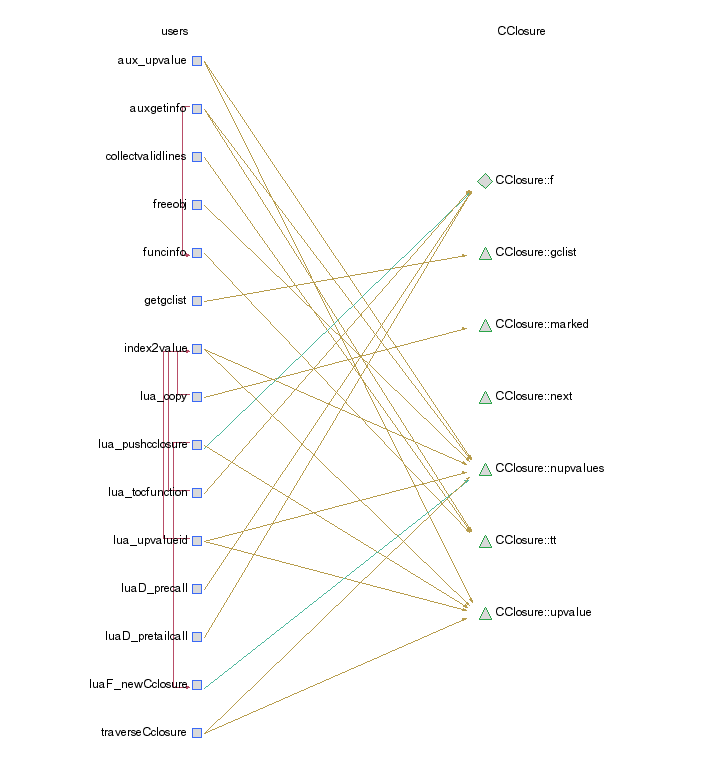 users
CClosure
aux_upvalue
auxgetinfo
collectvalidlines
CClosure::f
freeobj
funcinfo
CClosure::gclist
getgclist
CClosure::marked
index2value
lua_copy
CClosure::next
lua_pushcclosure
CClosure::nupvalues
lua_tocfunction
lua_upvalueid
CClosure::tt
luaD_precall
CClosure::upvalue
luaD_pretailcall
luaF_newCclosure
traverseCclosure